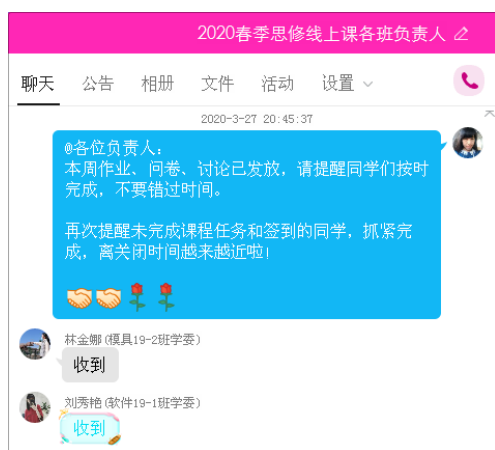 2020春季思修线上课各班负责人
聊天 公告 相册 文件 活动 设置
2020-3-27 20:45:37
@各位负责人：
本周作业、问卷、讨论已发放，请提醒同学们按时
完成，不要错过时间。
再次提醒未完成课程任务和签到的同学，抓紧完
成，离关闭时间越来越近啦！
林金娜(模具19-2班学委)
收到
刘秀艳(软件19-1班学委)
收到